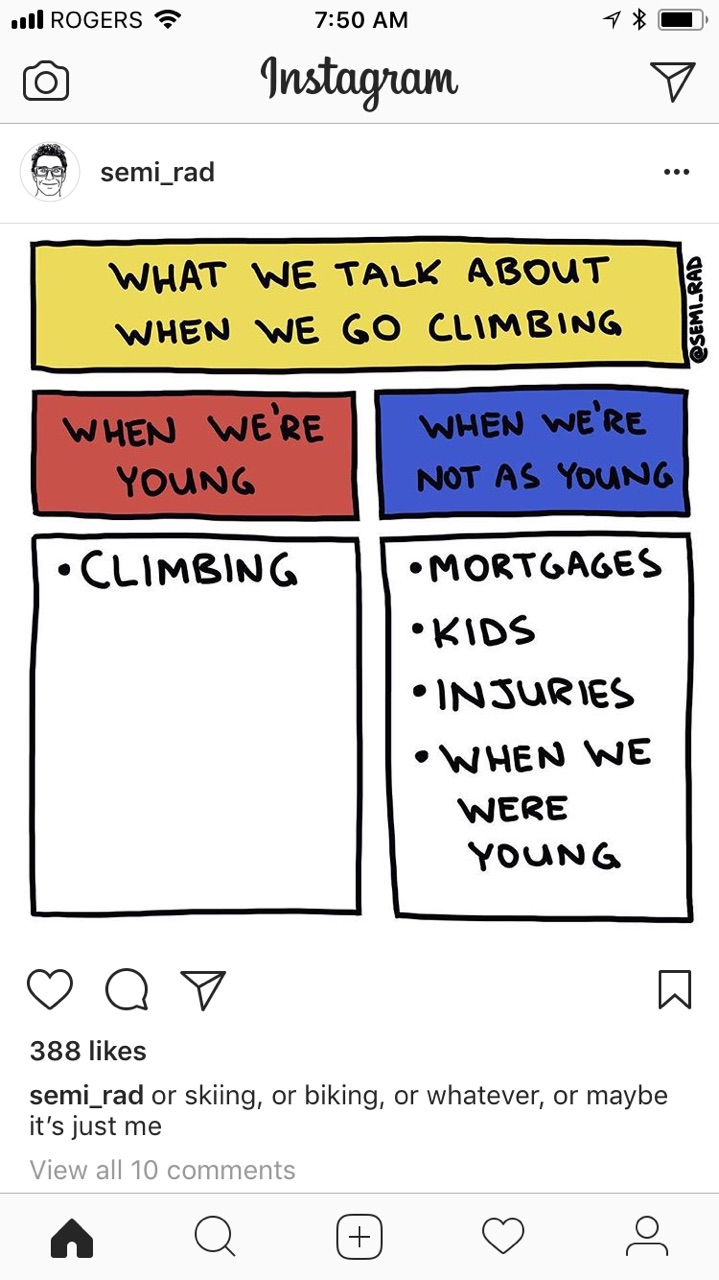 ROGERS 7:50 AM
Instagram
semi_rad
WHAT WE TALK ABOUT
WHEN WE GO CLIMBING
@SEMI_RAD
WHEN WE'RE
YOUNG
WHEN WE'RE
NOT AS YOUNG
• CLIMBING
• MORTGAGES
• KIDS
• INJURIES
• WHEN WE
WERE
YOUNG
388 likes
semi_rad or skiing, or biking, or whatever, or maybe
it’s just me
View all 10 comments